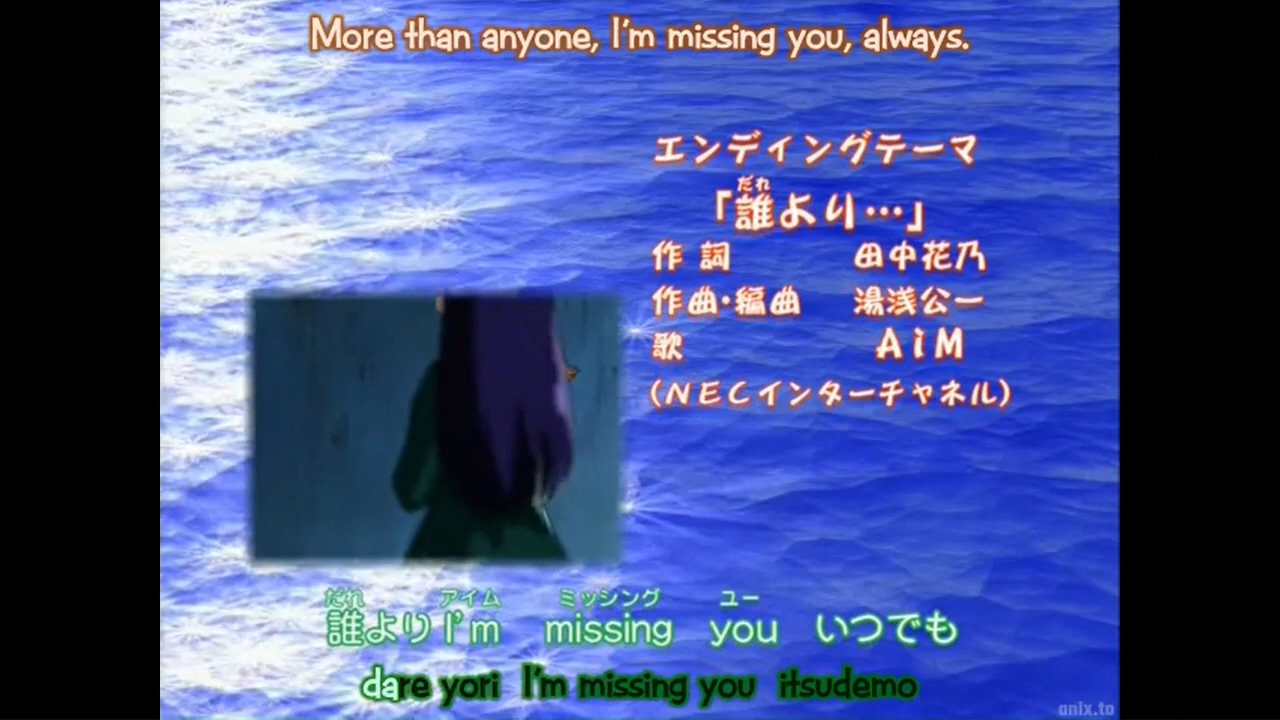 More than anyone, I'm missing you, always.
エンディングテーマ
だれ
「誰より…」
作詞 田中花乃
作曲・編曲 湯浅公一
歌 AiM
(NECインターチャネル)
だれ アイム ミッシング ユー
誰より I'm missing you いつでも
dare yori I'm missing you itsudemo
anix.to